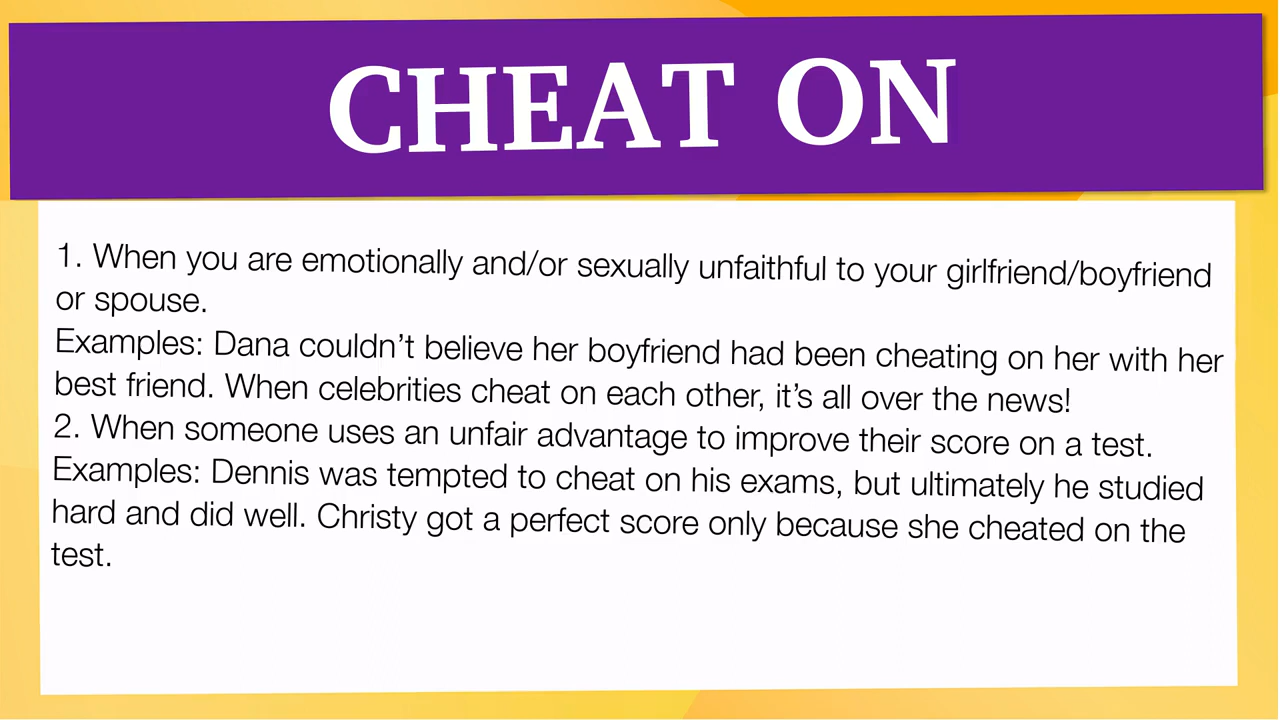 CHEAT ON
1. When you are emotionally and/or sexually unfaithful to your girlfriend/boyfriend
or spouse.
Examples: Dana couldn’t believe her boyfriend had been cheating on her with her
best friend. When celebrities cheat on each other, it’s all over the news!
2. When someone uses an unfair advantage to improve their score on a test.
Examples: Dennis was tempted to cheat on his exams, but ultimately he studied
hard and did well. Christy got a perfect score only because she cheated on the
test.